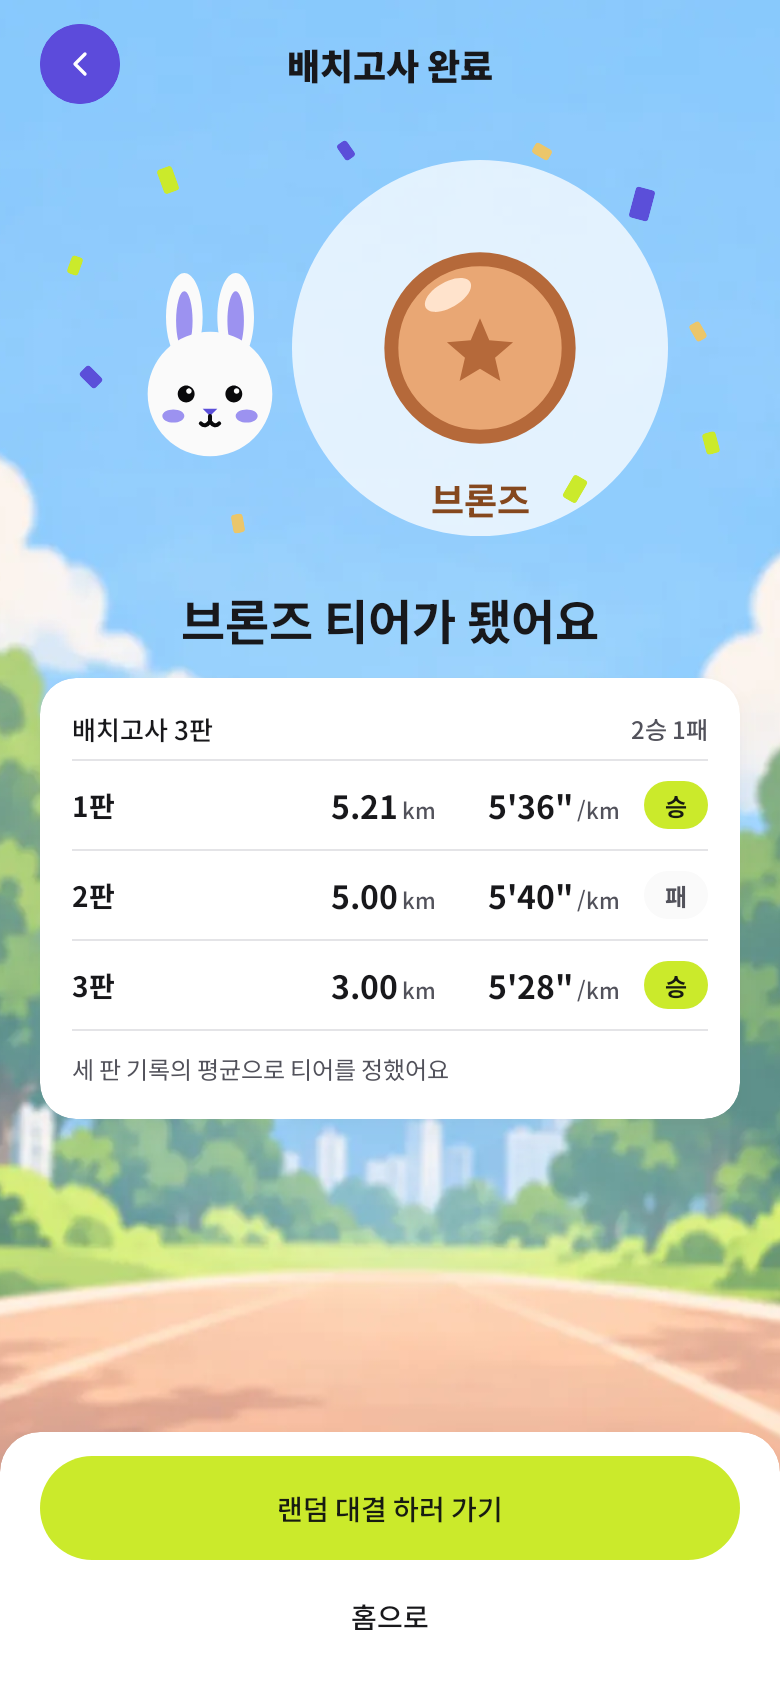 배치고사 완료
브론즈
브론즈 티어가 됐어요
배치고사 3판 2승 1패
1판 5.21 km 5'36" /km 승
2판 5.00 km 5'40" /km 패
3판 3.00 km 5'28" /km 승
세 판 기록의 평균으로 티어를 정했어요
랜덤 대결 하러 가기
홈으로